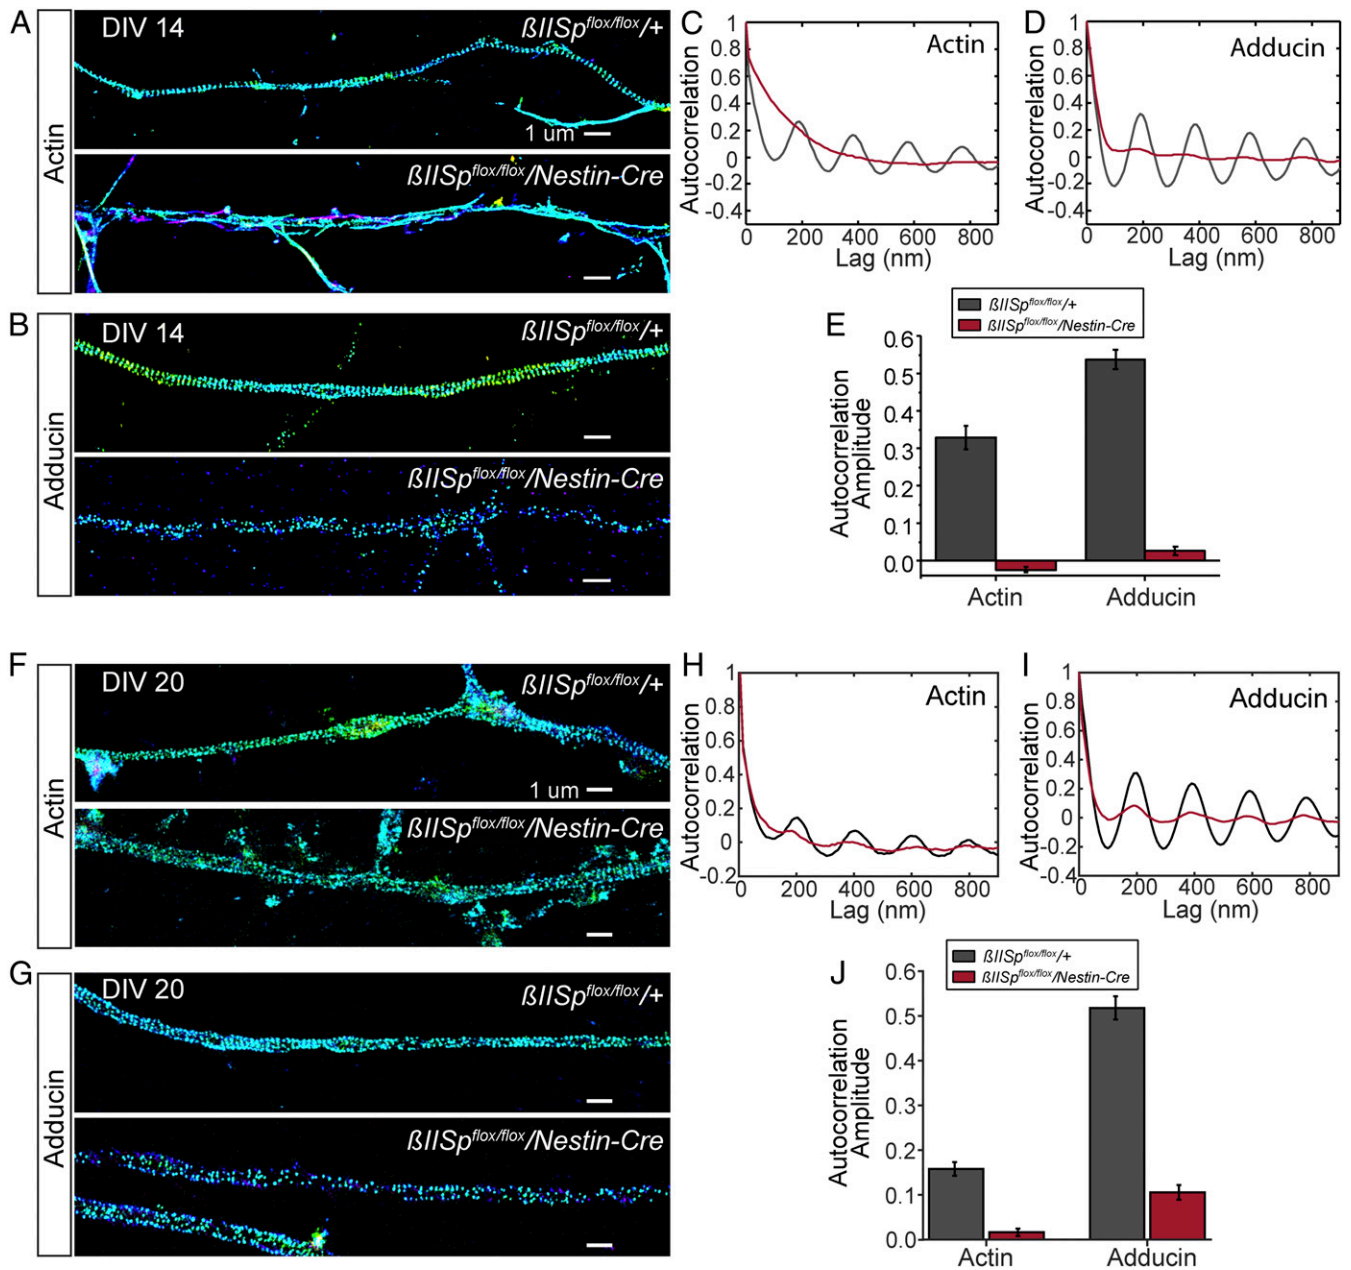 A
Actin
DIV 14
ßIISpflox/flox/+
1 um
ßIISpflox/flox/Nestin-Cre
B
Adducin
DIV 14
ßIISpflox/flox/+
ßIISpflox/flox/Nestin-Cre
C
Actin
Autocorrelation
1
0.8
0.6
0.4
0.2
0
-0.2
-0.4
0 200 400 600 800
Lag (nm)
D
Adducin
Autocorrelation
1
0.8
0.6
0.4
0.2
0
-0.2
-0.4
0 200 400 600 800
Lag (nm)
E
ßIISpflox/flox/+
ßIISpflox/flox/Nestin-Cre
Autocorrelation
Amplitude
0.6
0.5
0.4
0.3
0.2
0.1
0.0
Actin Adducin
F
Actin
DIV 20
ßIISpflox/flox/+
1 um
ßIISpflox/flox/Nestin-Cre
G
Adducin
DIV 20
ßIISpflox/flox/+
ßIISpflox/flox/Nestin-Cre
H
Actin
Autocorrelation
1
0.8
0.6
0.4
0.2
0
-0.2
0 200 400 600 800
Lag (nm)
I
Adducin
Autocorrelation
1
0.8
0.6
0.4
0.2
0
-0.2
-0.4
0 200 400 600 800
Lag (nm)
J
ßIISpflox/flox/+
ßIISpflox/flox/Nestin-Cre
Autocorrelation
Amplitude
0.6
0.5
0.4
0.3
0.2
0.1
0.0
Actin Adducin